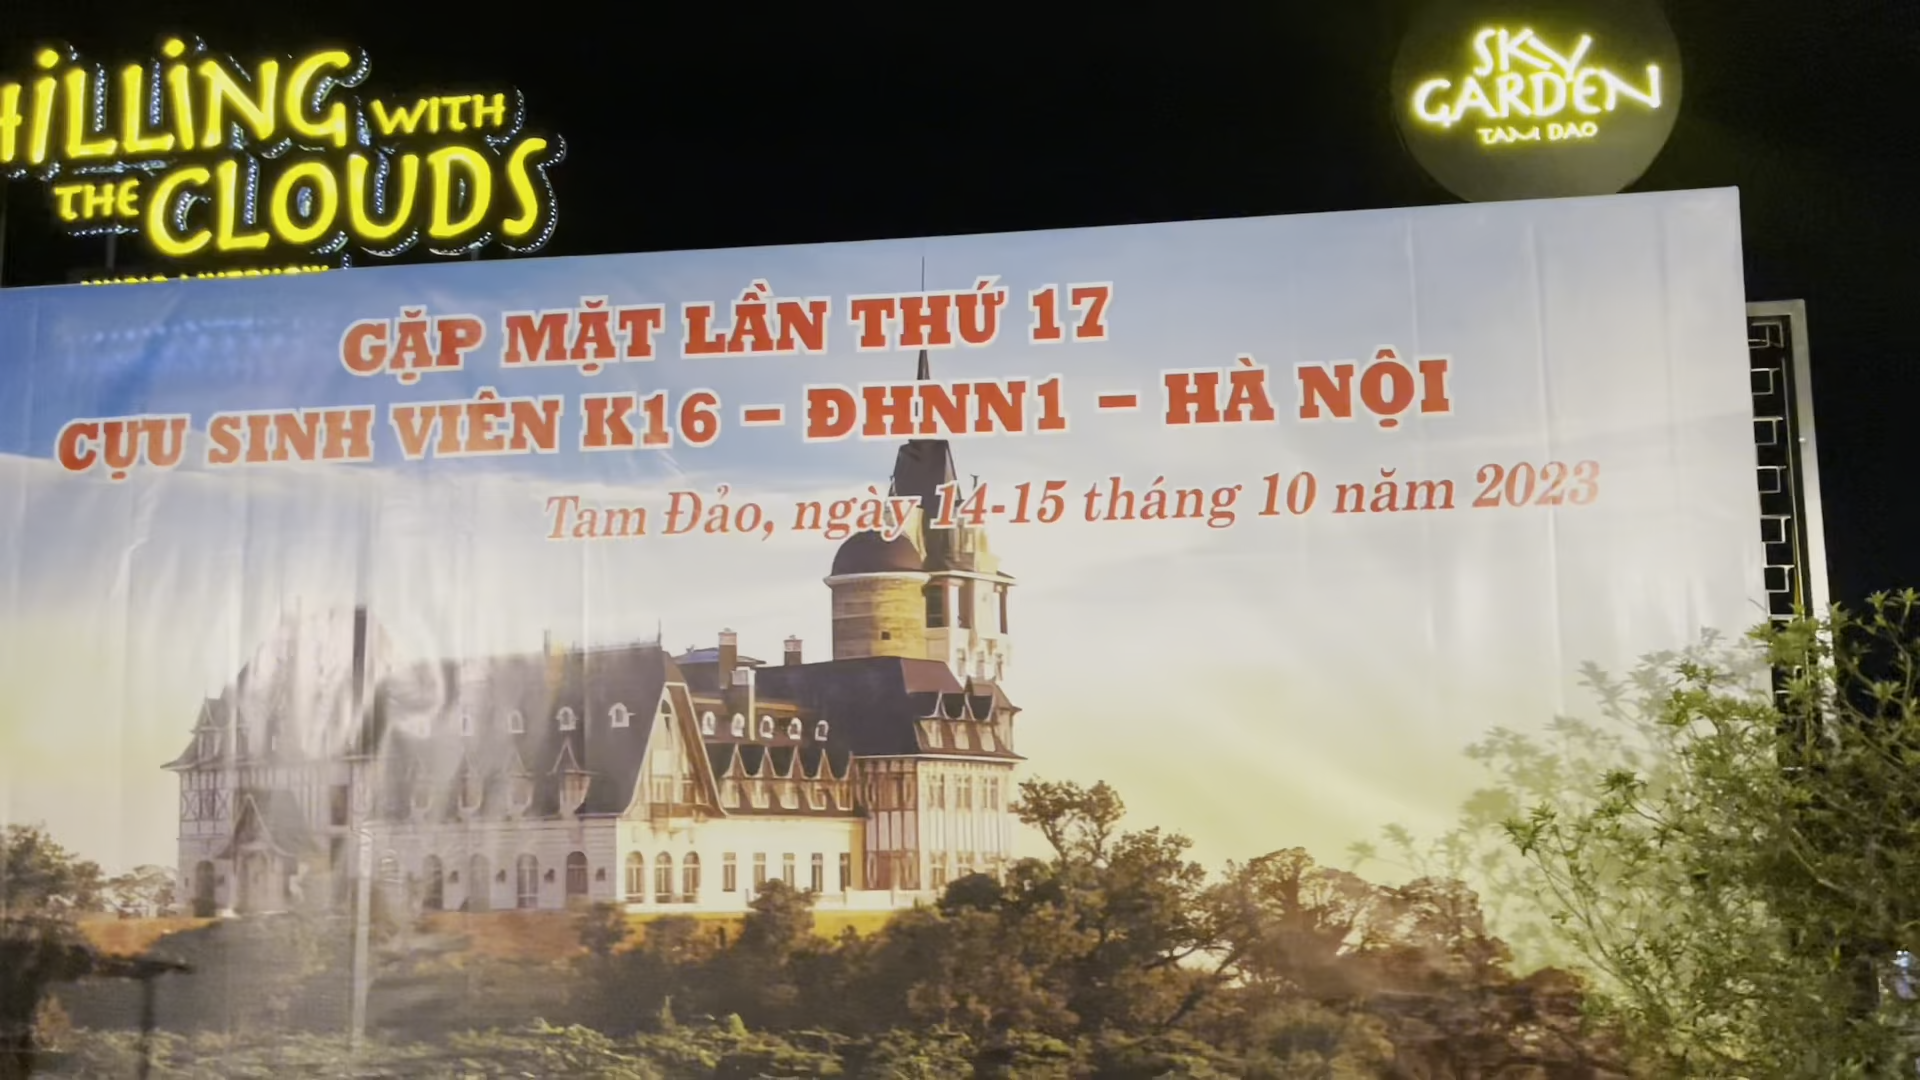 HILLING WITH
THE CLOUDS
SKY
GARDEN
TAM DAO
GẶP MẶT LẦN THỨ 17
CỰU SINH VIÊN K16 – ĐHNN1 – HÀ NỘI
Tam Đảo, ngày 14-15 tháng 10 năm 2023